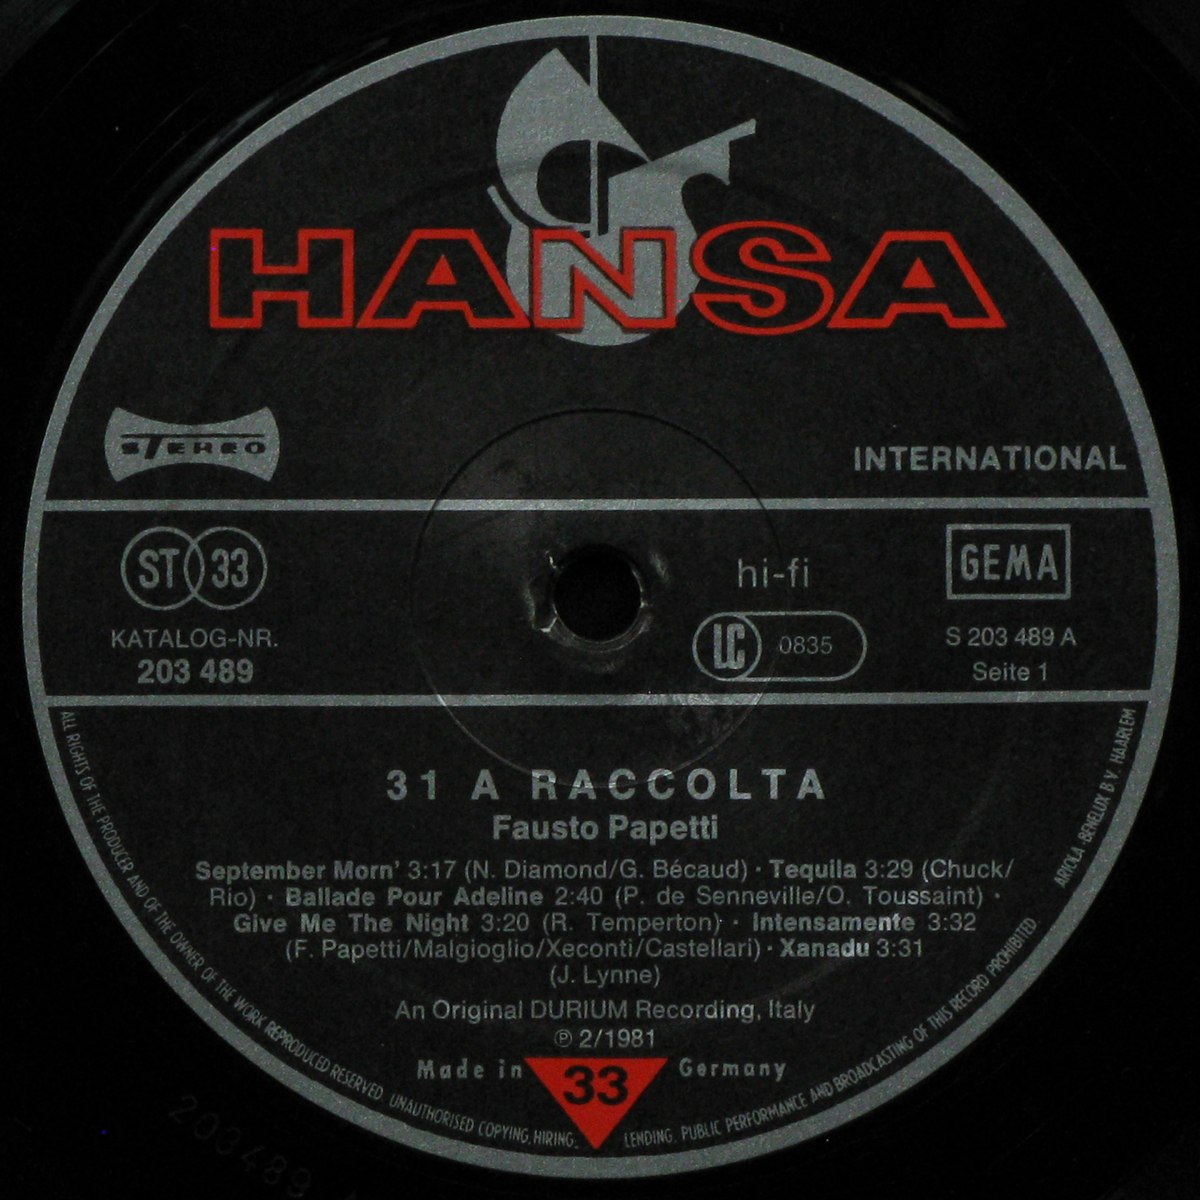 HANSA
STEREO
INTERNATIONAL
ST 33
hi-fi
GEMA
KATALOG-NR.
203 489
LC 0835
S 203 489 A
Seite 1
31 A RACCOLTA
Fausto Papetti
September Morn' 3:17 (N. Diamond/G. Bécaud) · Tequila 3:29 (Chuck/
Rio) · Ballade Pour Adeline 2:40 (P. de Senneville/O. Toussaint) ·
Give Me The Night 3:20 (R. Temperton) · Intensamente 3:32
(F. Papetti/Malgioglio/Xeconti/Castellari) · Xanadu 3:31
(J. Lynne)
An Original DURIUM Recording, Italy
℗ 2/1981
Made in 33 Germany
ALL RIGHTS OF THE PRODUCER AND OF THE OWNER OF THE WORK REPRODUCED RESERVED. UNAUTHORISED COPYING, HIRING, LENDING, PUBLIC PERFORMANCE AND BROADCASTING OF THIS RECORD PROHIBITED.
ARIOLA-BENELUX B.V. HAARLEM
203489